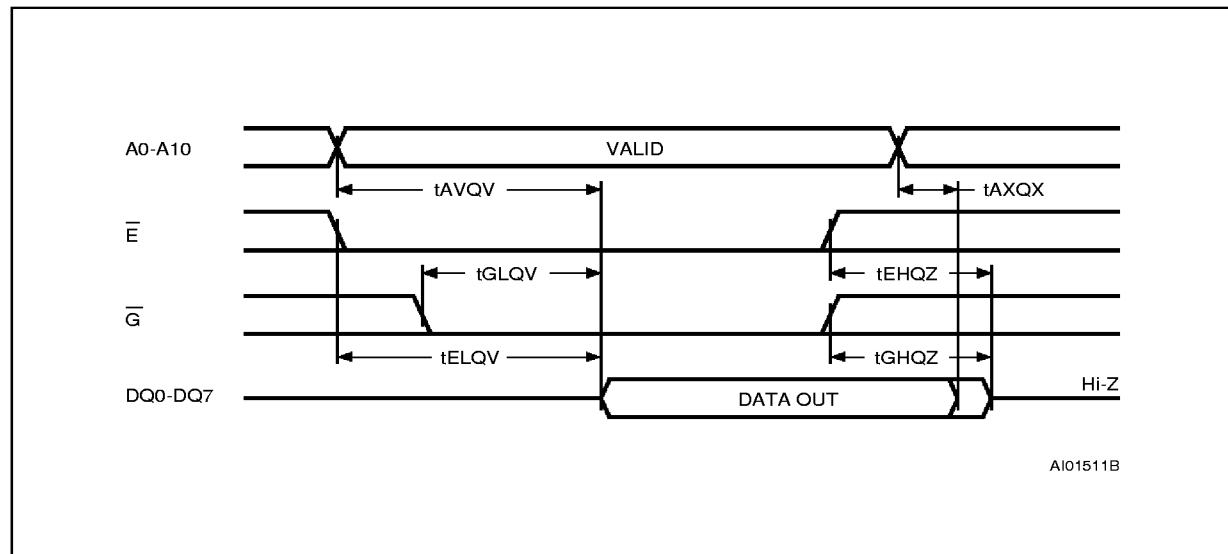 A0-A10
VALID
tAVQV
tAXQX
E
tGLQV
tEHQZ
G
tELQV
tGHQZ
DQ0-DQ7
DATA OUT
Hi-Z
AI01511B